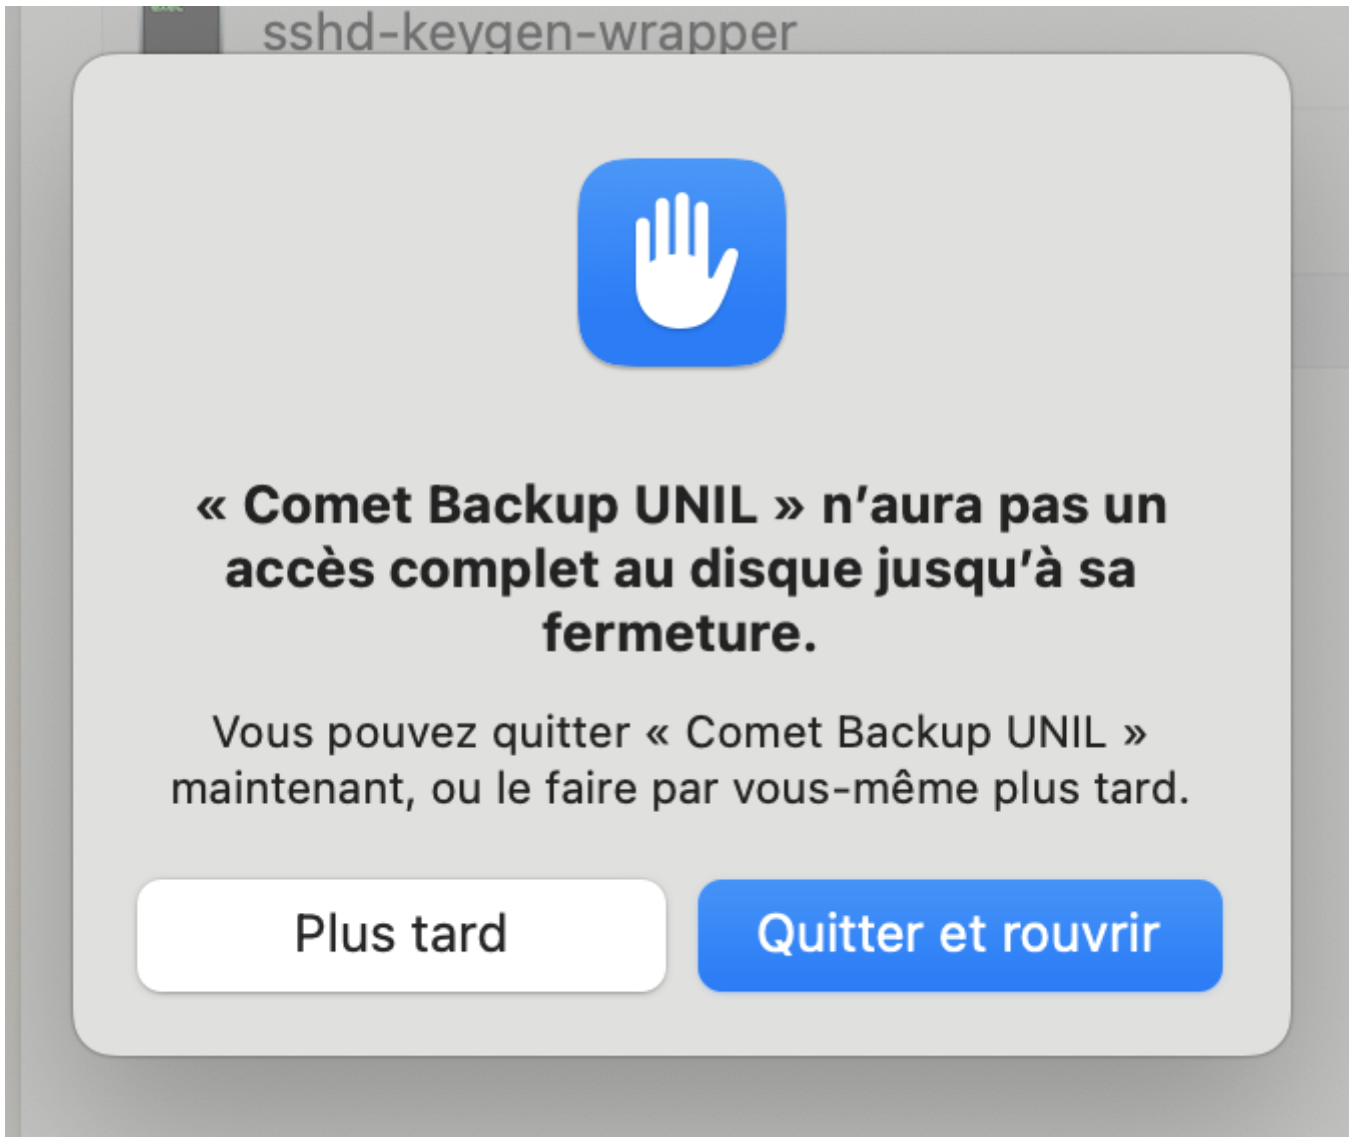 sshd-keygen-wrapper
« Comet Backup UNIL » n’aura pas un
accès complet au disque jusqu’à sa
fermeture.
Vous pouvez quitter « Comet Backup UNIL »
maintenant, ou le faire par vous-même plus tard.
Plus tard
Quitter et rouvrir